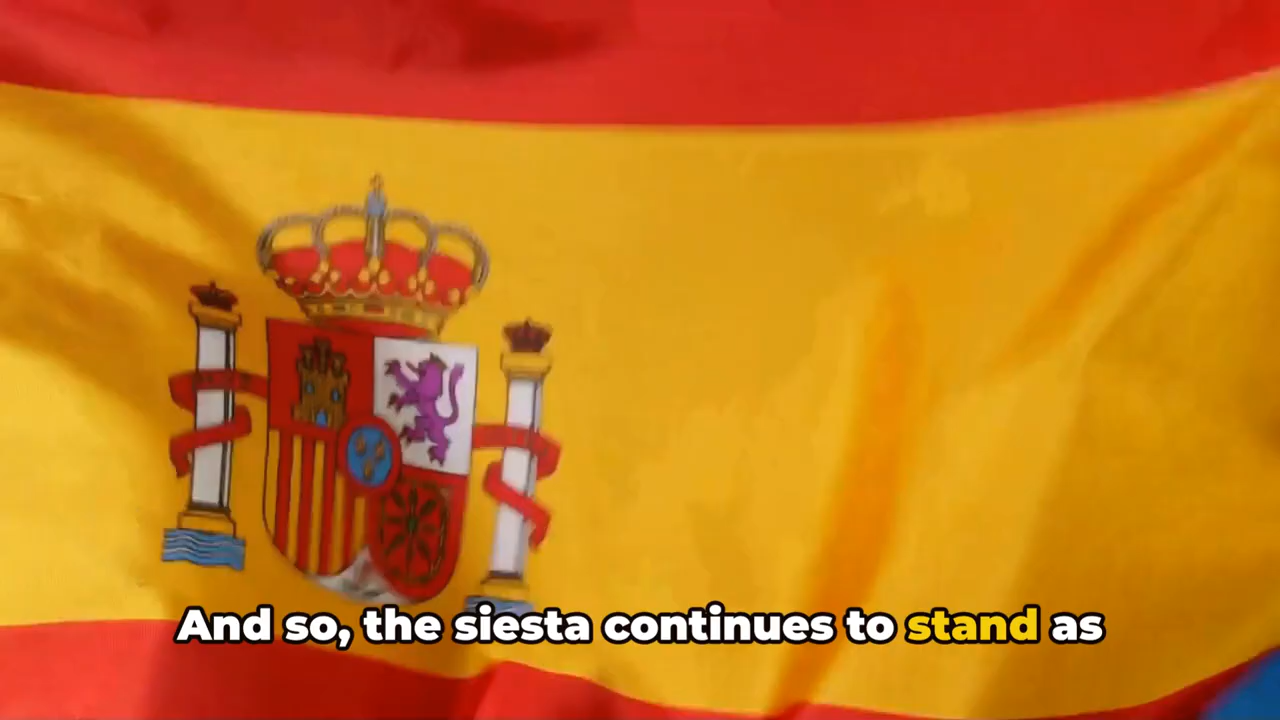 And so, the siesta continues to stand as